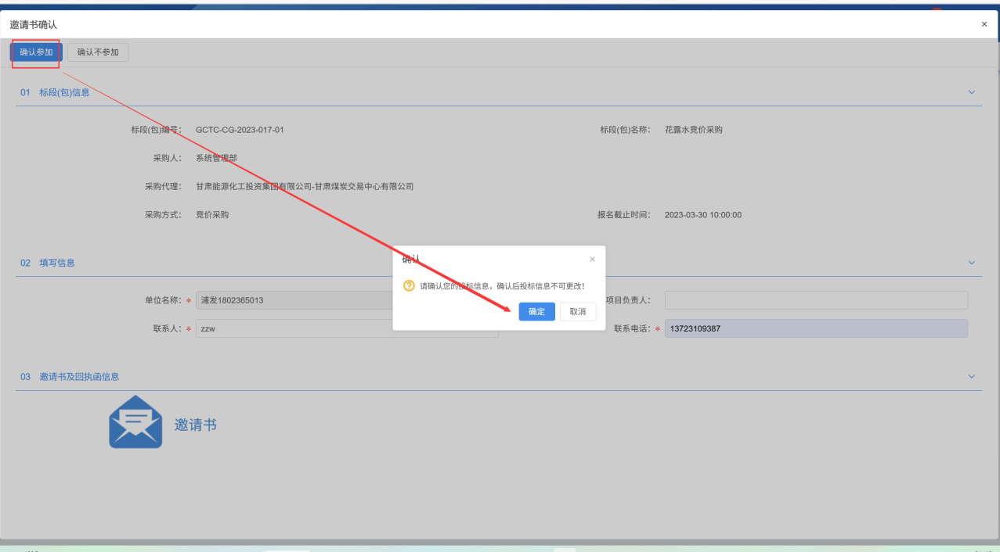 邀请书确认
×
确认参加 确认不参加
01 标段(包)信息
标段(包)编号： GCTC-CG-2023-017-01 标段(包)名称： 花露水竞价采购
采购人： 系统管理部
采购代理： 甘肃能源化工投资集团有限公司-甘肃煤炭交易中心有限公司
采购方式： 竞价采购 报名截止时间： 2023-03-30 10:00:00
02 填写信息
确认 ×
请确认您的投标信息，确认后投标信息不可更改！
确定 取消
单位名称：* 浦发1802365013 项目负责人：
联系人：* zzw 联系电话：* 13723109387
03 邀请书及回执函信息
邀请书